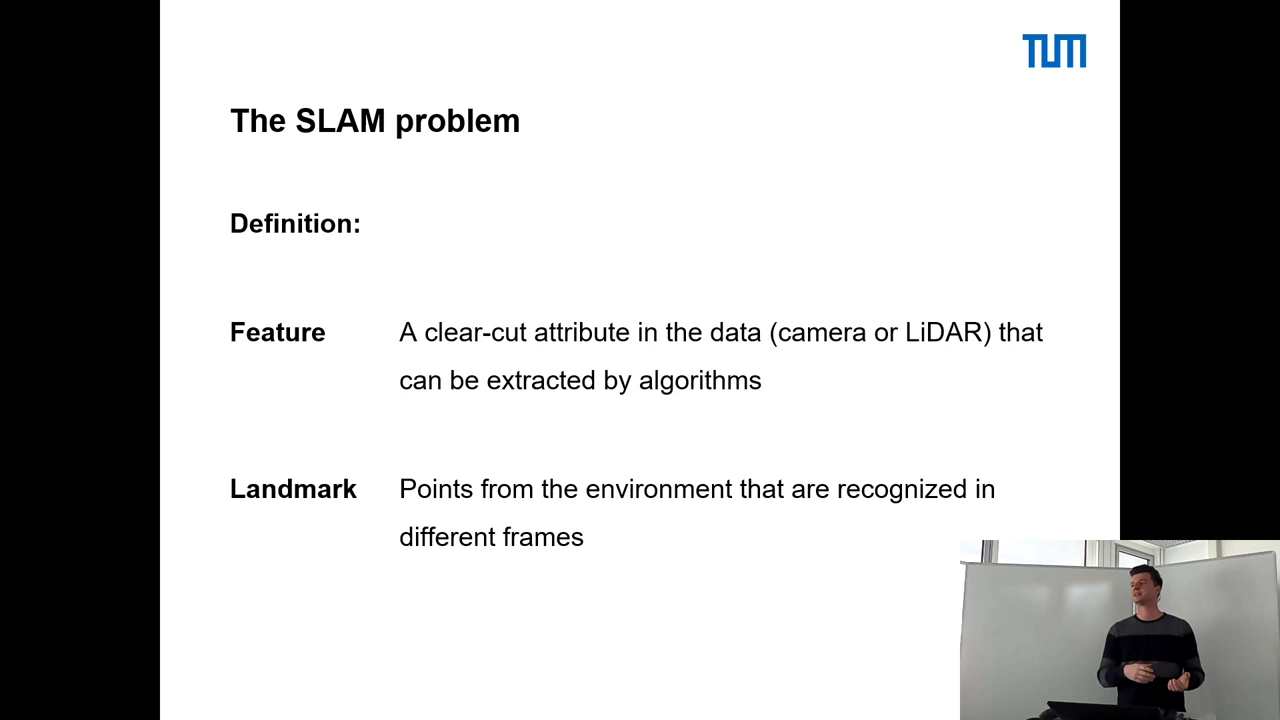 TUM
The SLAM problem
Definition:
Feature A clear-cut attribute in the data (camera or LiDAR) that
can be extracted by algorithms
Landmark Points from the environment that are recognized in
different frames